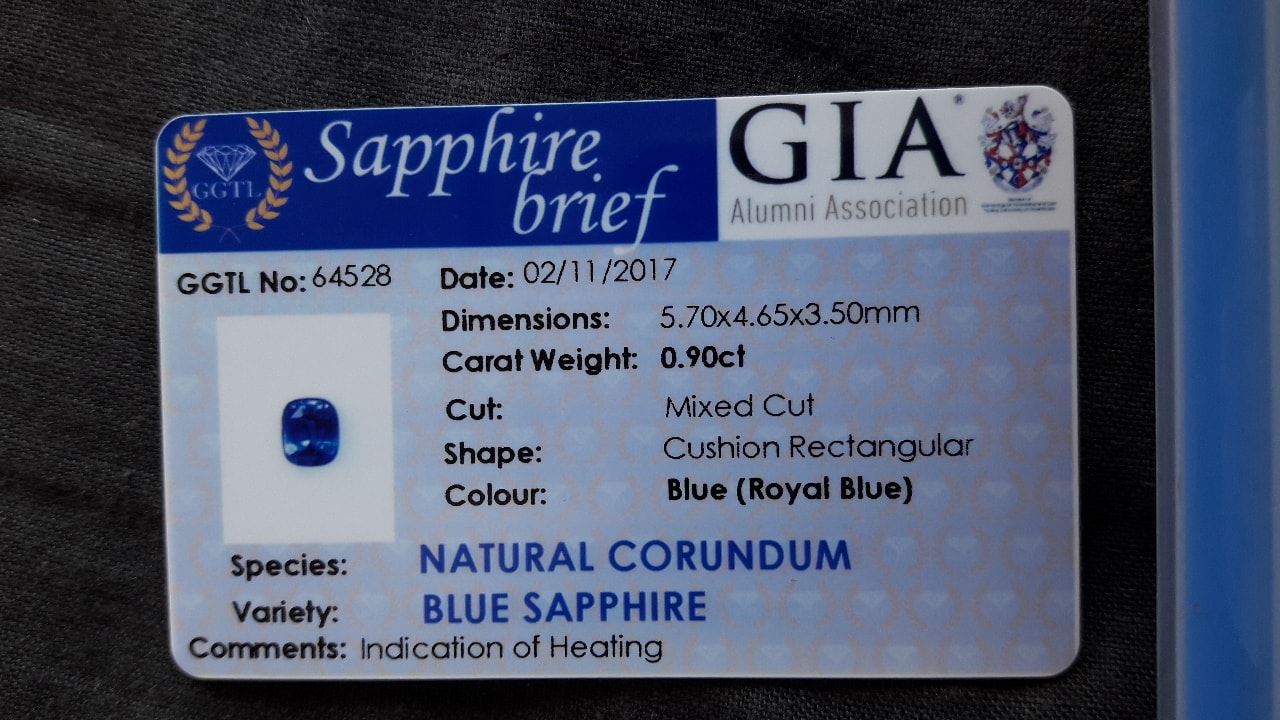 GGTL
Sapphire
brief
GIA®
Alumni Association
GGTL No: 64528
Date: 02/11/2017
Dimensions: 5.70x4.65x3.50mm
Carat Weight: 0.90ct
Cut: Mixed Cut
Shape: Cushion Rectangular
Colour: Blue (Royal Blue)
Species: NATURAL CORUNDUM
Variety: BLUE SAPPHIRE
Comments: Indication of Heating